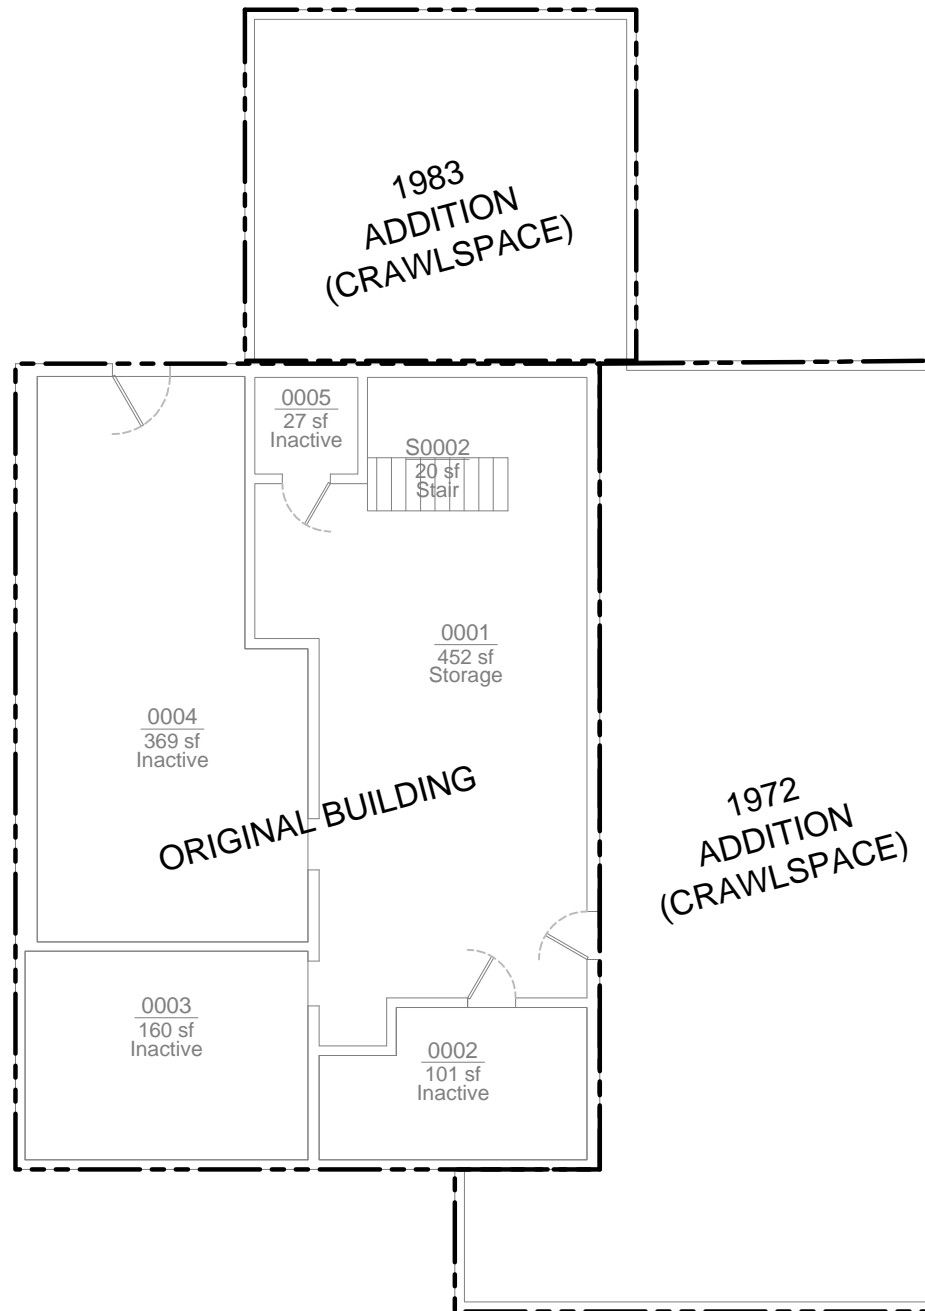 1983
ADDITION
(CRAWLSPACE)
0005
27 sf
Inactive
S0002
20 sf
Stair
0001
452 sf
Storage
0004
369 sf
Inactive
ORIGINAL BUILDING
1972
ADDITION
(CRAWLSPACE)
0003
160 sf
Inactive
0002
101 sf
Inactive